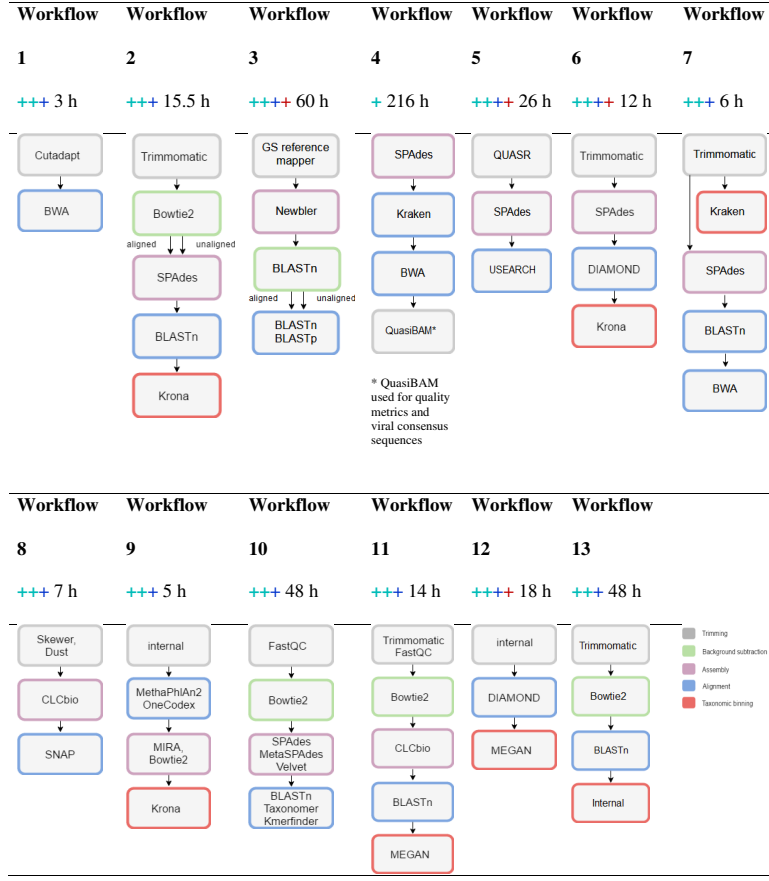 Workflow Workflow Workflow Workflow Workflow Workflow Workflow
1 2 3 4 5 6 7
+++ 3 h +++ 15.5 h ++++ 60 h + 216 h ++++ 26 h ++++ 12 h +++ 6 h
Cutadapt
BWA
Trimmomatic
Bowtie2
aligned unaligned
SPAdes
BLASTn
Krona
GS reference
mapper
Newbler
BLASTn
aligned unaligned
BLASTn
BLASTp
SPAdes
Kraken
BWA
QuasiBAM*
* QuasiBAM
used for quality
metrics and
viral consensus
sequences
QUASR
SPAdes
USEARCH
Trimmomatic
SPAdes
DIAMOND
Krona
Trimmomatic
Kraken
SPAdes
BLASTn
BWA
Workflow Workflow Workflow Workflow Workflow Workflow
8 9 10 11 12 13
+++ 7 h +++ 5 h +++ 48 h +++ 14 h ++++ 18 h +++ 48 h
Skewer,
Dust
CLCbio
SNAP
internal
MethaPhlAn2
OneCodex
MIRA,
Bowtie2
Krona
FastQC
Bowtie2
SPAdes
MetaSPAdes
Velvet
BLASTn
Taxonomer
Kmerfinder
Trimmomatic
FastQC
Bowtie2
CLCbio
BLASTn
MEGAN
internal
DIAMOND
MEGAN
Trimmomatic
Bowtie2
BLASTn
Internal
Trimming
Background subtraction
Assembly
Alignment
Taxonomic binning